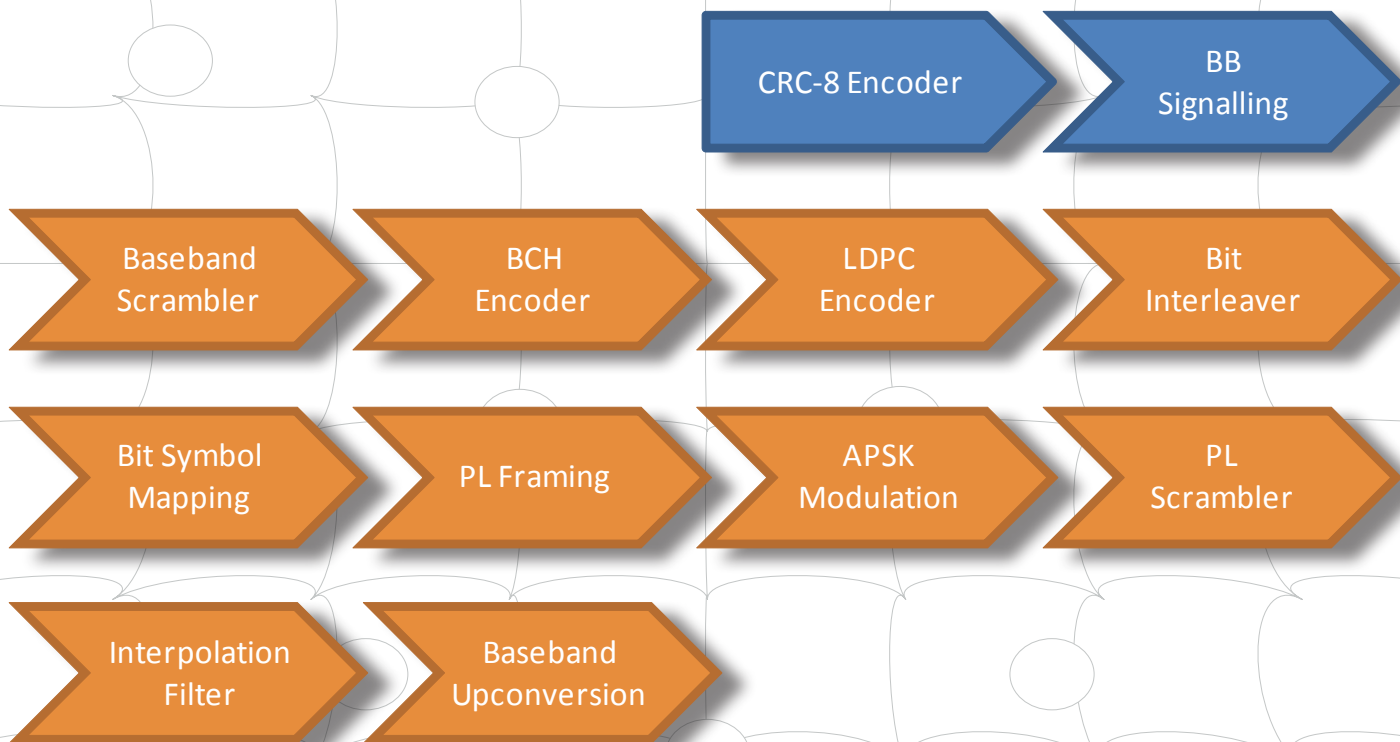 CRC-8 Encoder
BB
Signalling
Baseband
Scrambler
BCH
Encoder
LDPC
Encoder
Bit
Interleaver
Bit Symbol
Mapping
PL Framing
APSK
Modulation
PL
Scrambler
Interpolation
Filter
Baseband
Upconversion